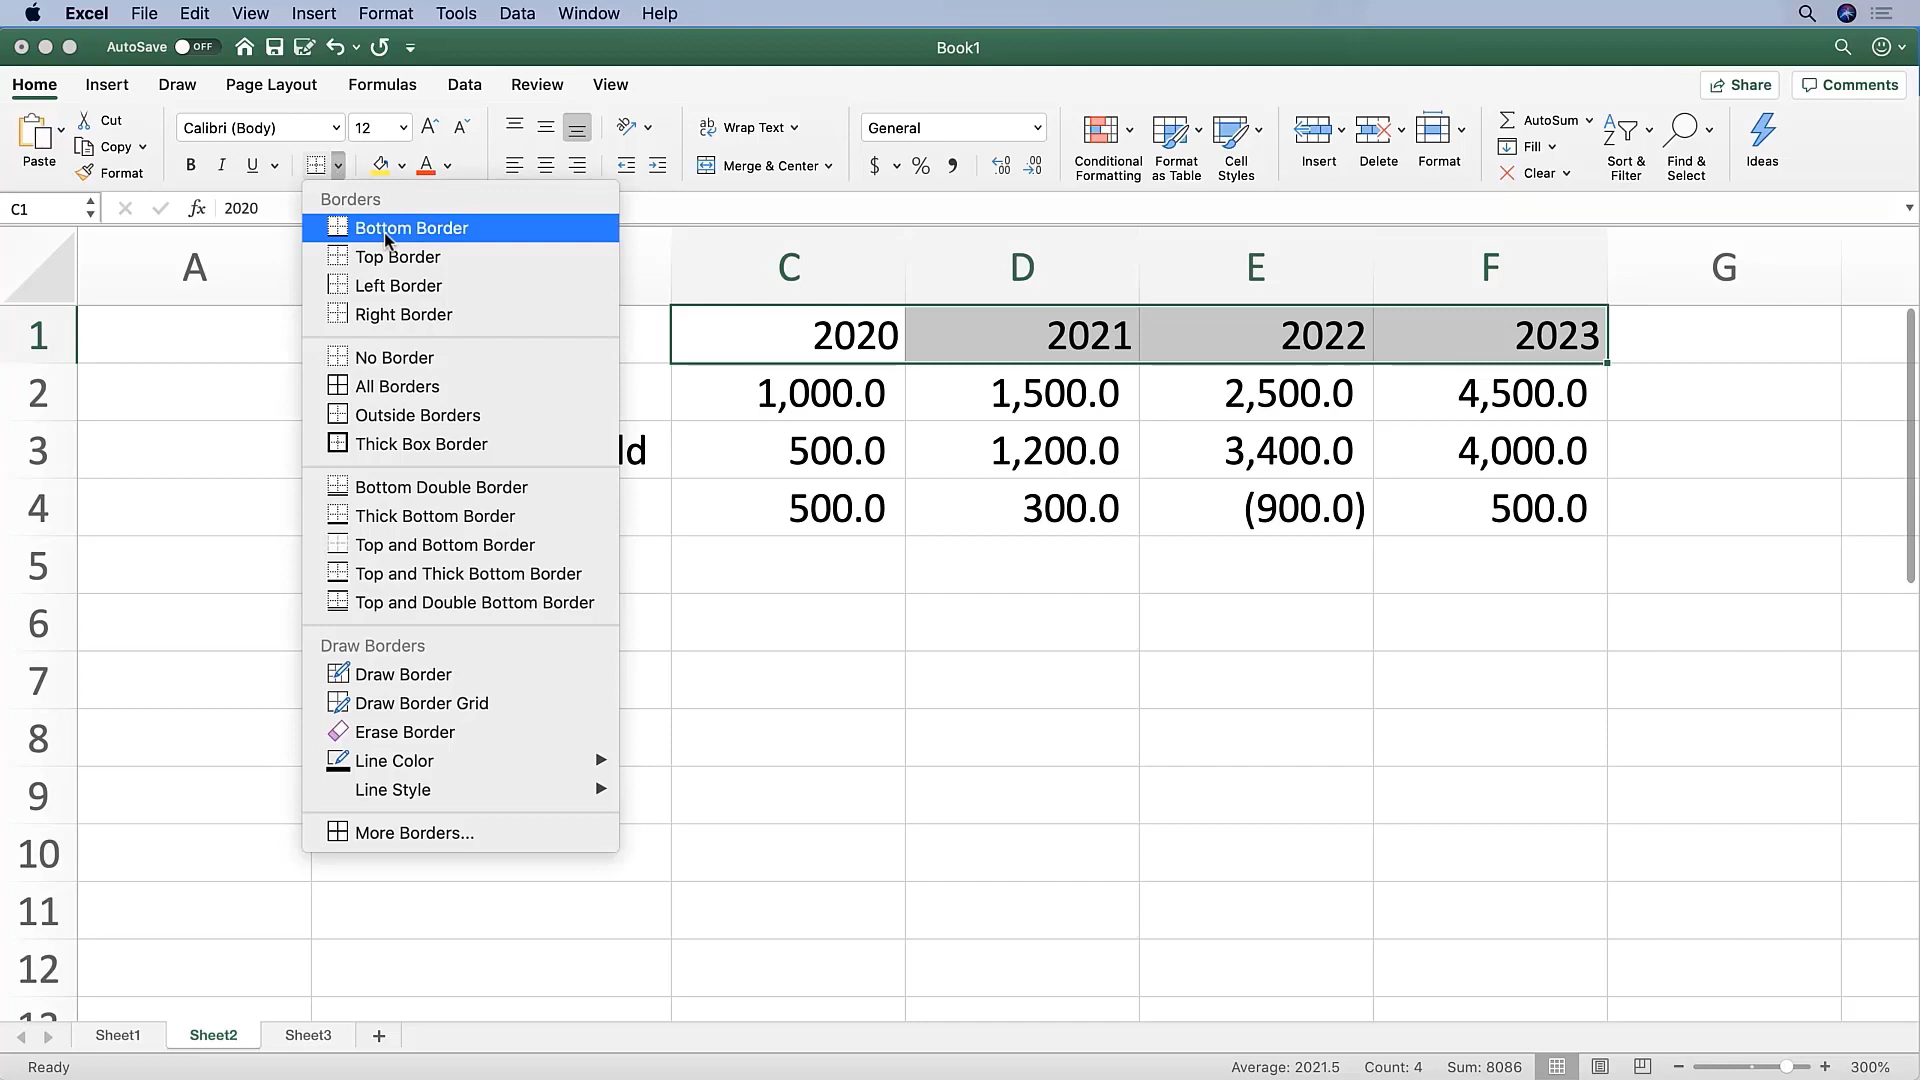 Excel File Edit View Insert Format Tools Data Window Help
AutoSave OFF Book1
Home Insert Draw Page Layout Formulas Data Review View Share Comments
Paste Cut Copy Format
Calibri (Body) 12
B I U
Wrap Text
Merge & Center
General
$ %
Conditional Formatting
Format as Table
Cell Styles
Insert Delete Format
AutoSum
Fill
Clear
Sort & Filter
Find & Select
Ideas
C1 fx 2020
Borders
Bottom Border
Top Border
Left Border
Right Border
No Border
All Borders
Outside Borders
Thick Box Border
Bottom Double Border
Thick Bottom Border
Top and Bottom Border
Top and Thick Bottom Border
Top and Double Bottom Border
Draw Borders
Draw Border
Draw Border Grid
Erase Border
Line Color
Line Style
More Borders...
A C D E F G
1 2020 2021 2022 2023
2 1,000.0 1,500.0 2,500.0 4,500.0
3 ld 500.0 1,200.0 3,400.0 4,000.0
4 500.0 300.0 (900.0) 500.0
5
6
7
8
9
10
11
12
Sheet1 Sheet2 Sheet3 +
Ready Average: 2021.5 Count: 4 Sum: 8086 300%